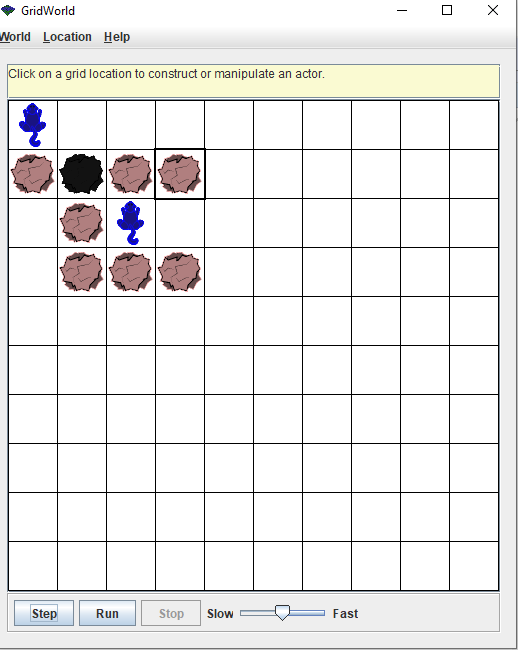 GridWorld
World Location Help
Click on a grid location to construct or manipulate an actor.
Step Run Stop Slow Fast